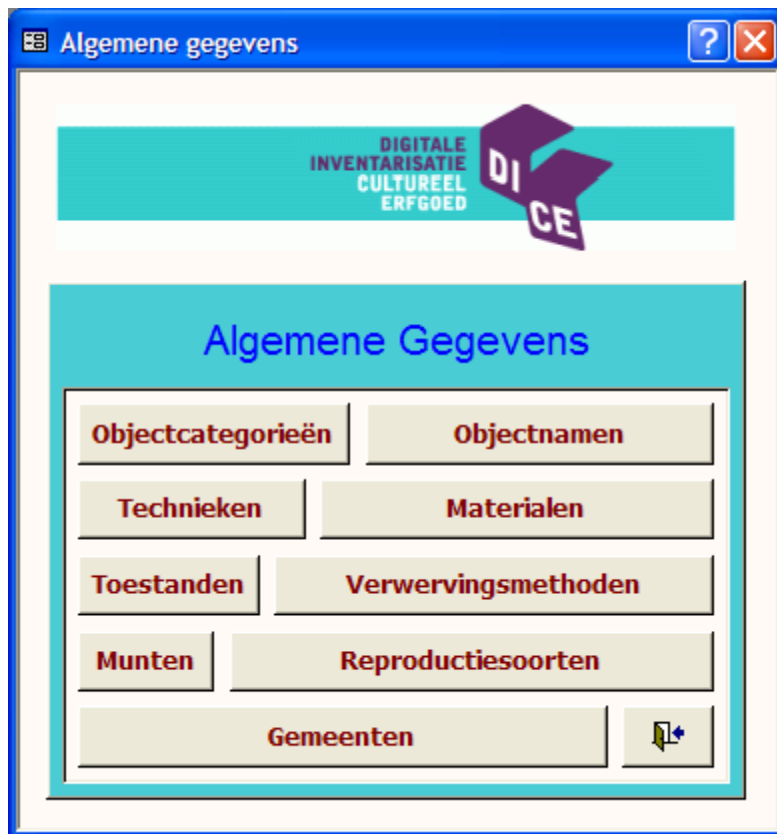 Algemene gegevens
DIGITALE
INVENTARISATIE
CULTUREEL
ERFGOED
DI
CE
Algemene Gegevens
Objectcategorieën Objectnamen
Technieken Materialen
Toestanden Verwervingsmethoden
Munten Reproductiesoorten
Gemeenten